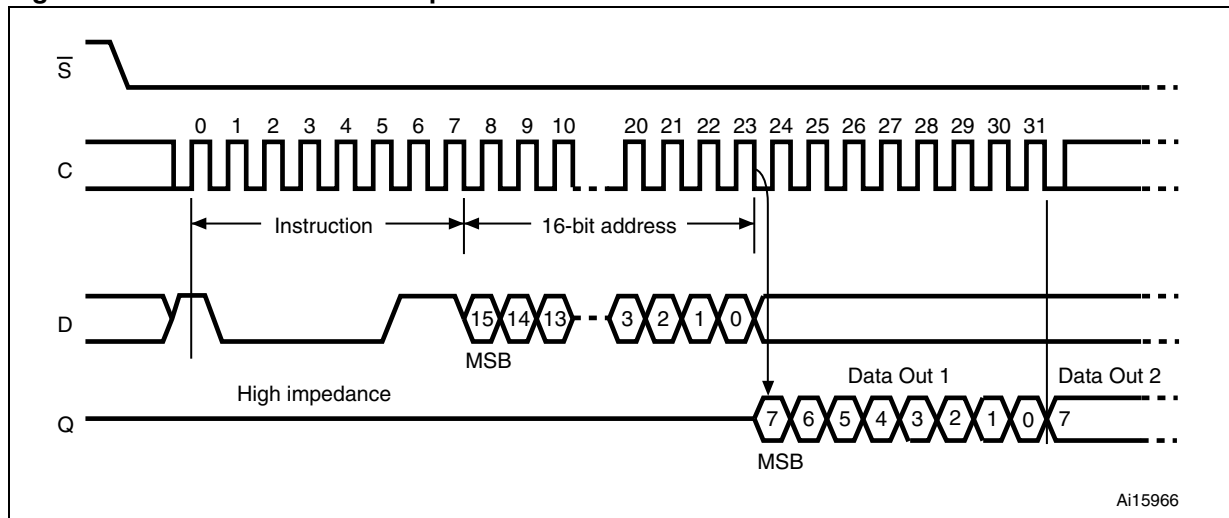 S̅
0 1 2 3 4 5 6 7 8 9 10 20 21 22 23 24 25 26 27 28 29 30 31
C
Instruction 16-bit address
D
15 14 13 3 2 1 0
MSB
High impedance
Data Out 1 Data Out 2
Q
7 6 5 4 3 2 1 0 7
MSB
Ai15966